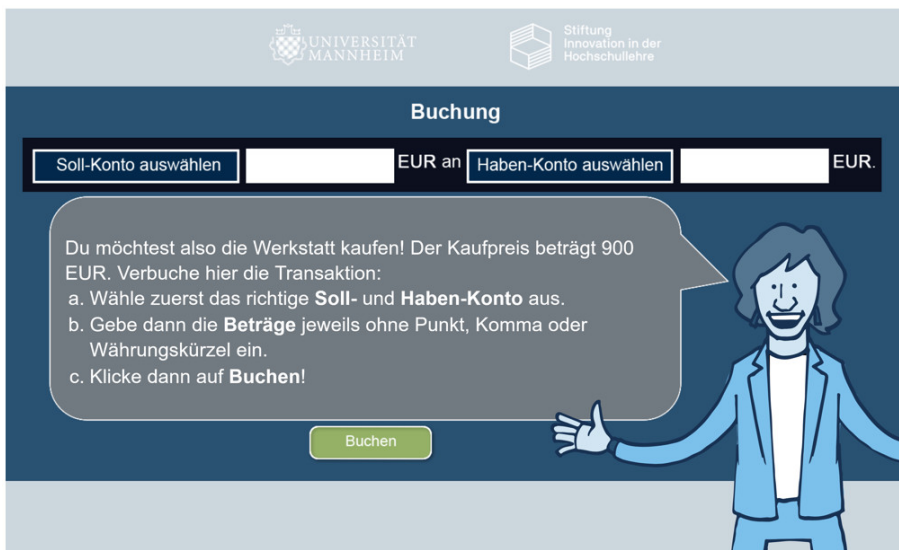 UNIVERSITÄT
MANNHEIM
Stiftung
Innovation in der
Hochschullehre
Buchung
Soll-Konto auswählen EUR an Haben-Konto auswählen EUR.
Du möchtest also die Werkstatt kaufen! Der Kaufpreis beträgt 900
EUR. Verbuche hier die Transaktion:
a. Wähle zuerst das richtige Soll- und Haben-Konto aus.
b. Gebe dann die Beträge jeweils ohne Punkt, Komma oder
Währungskürzel ein.
c. Klicke dann auf Buchen!
Buchen